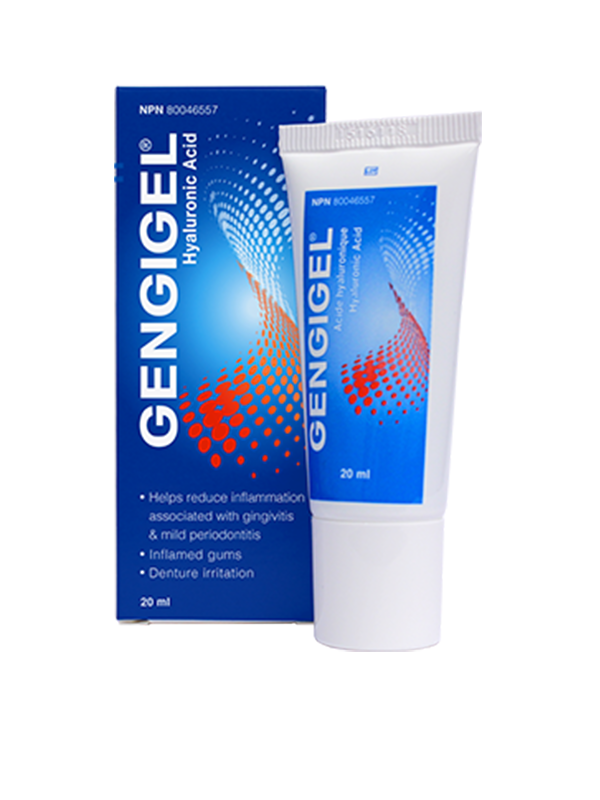 NPN 80046557
GENGIGEL®
Hyaluronic Acid
• Helps reduce inflammation
associated with gingivitis
& mild periodontitis
• Inflamed gums
• Denture irritation
20 ml
NPN 80046557
GENGIGEL®
Acide hyaluronique
Hyaluronic Acid
20 ml